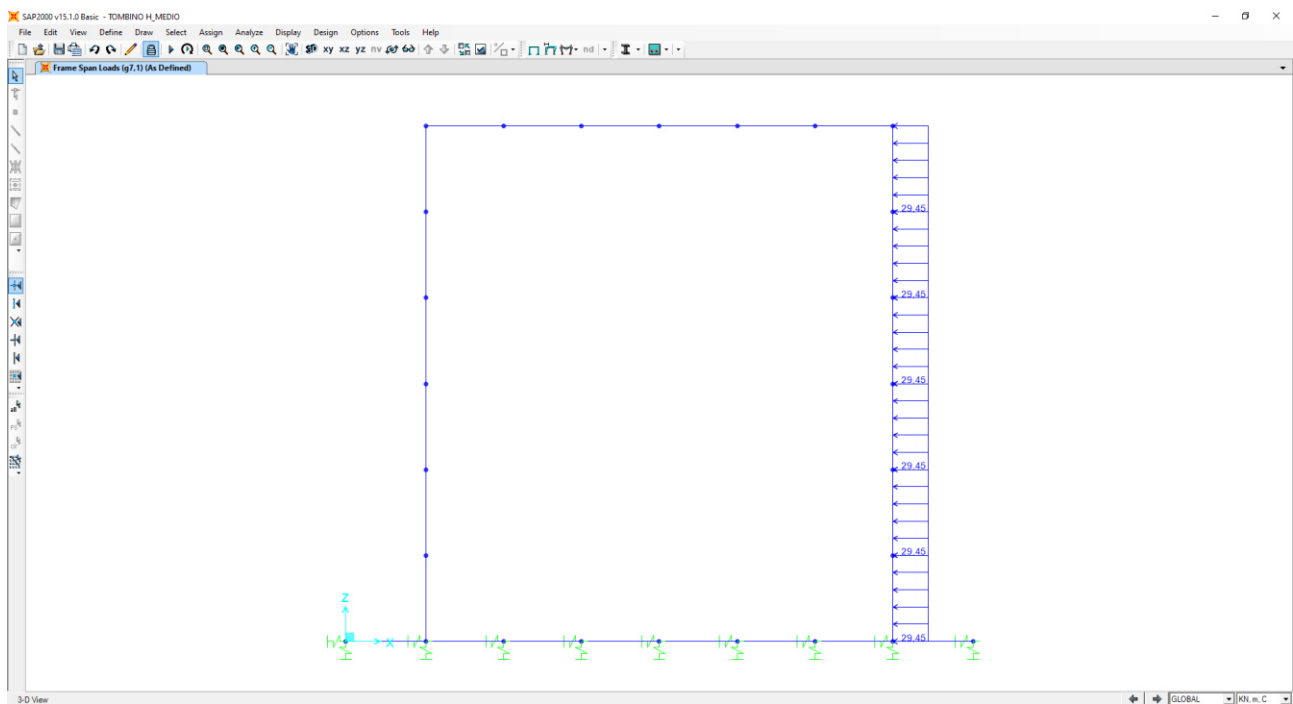 SAP2000 v15.1.0 Basic - TOMBINO H_MEDIO
File Edit View Define Draw Select Assign Analyze Display Design Options Tools Help
xy xz yz nv nd
Frame Span Loads (g7,1) (As Defined)
29.45
29.45
29.45
29.45
29.45
29.45
Z
X
3-D View GLOBAL KN, m, C